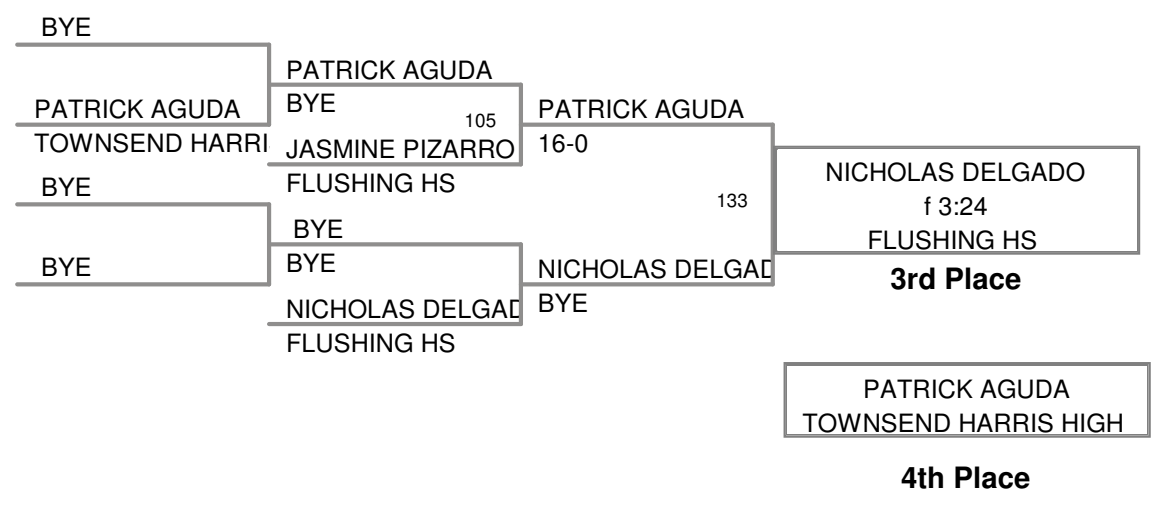 BYE
PATRICK AGUDA
TOWNSEND HARRI
BYE
BYE
PATRICK AGUDA
BYE
105
JASMINE PIZARRO
FLUSHING HS
BYE
BYE
NICHOLAS DELGAD
FLUSHING HS
PATRICK AGUDA
16-0
133
NICHOLAS DELGAD
BYE
NICHOLAS DELGADO
f 3:24
FLUSHING HS
3rd Place
PATRICK AGUDA
TOWNSEND HARRIS HIGH
4th Place